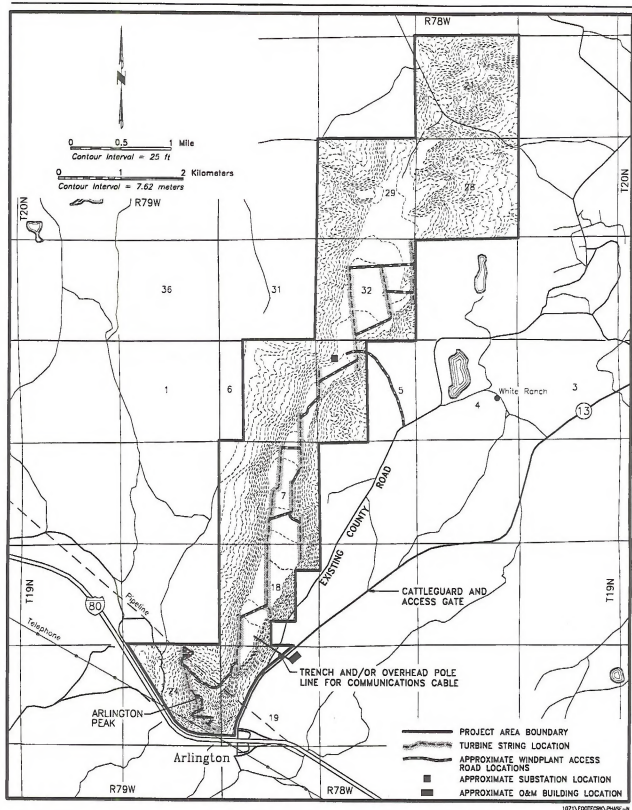 R78W
0 0.5 1 Mile
Contour Interval = 25 ft
0 1 2 Kilometers
Contour Interval = 7.62 meters
R79W
T20N
T20N
21
29
28
36
31
32
1
6
5
4
3
White Ranch
13
7
EXISTING COUNTY ROAD
18
CATTLEGUARD AND
ACCESS GATE
T19N
T19N
80
Pipeline
Telephone
TRENCH AND/OR OVERHEAD POLE
LINE FOR COMMUNICATIONS CABLE
24
ARLINGTON
PEAK
19
Arlington
PROJECT AREA BOUNDARY
TURBINE STRING LOCATION
APPROXIMATE WINDPLANT ACCESS
ROAD LOCATIONS
APPROXIMATE SUBSTATION LOCATION
APPROXIMATE O&M BUILDING LOCATION
R79W
R78W